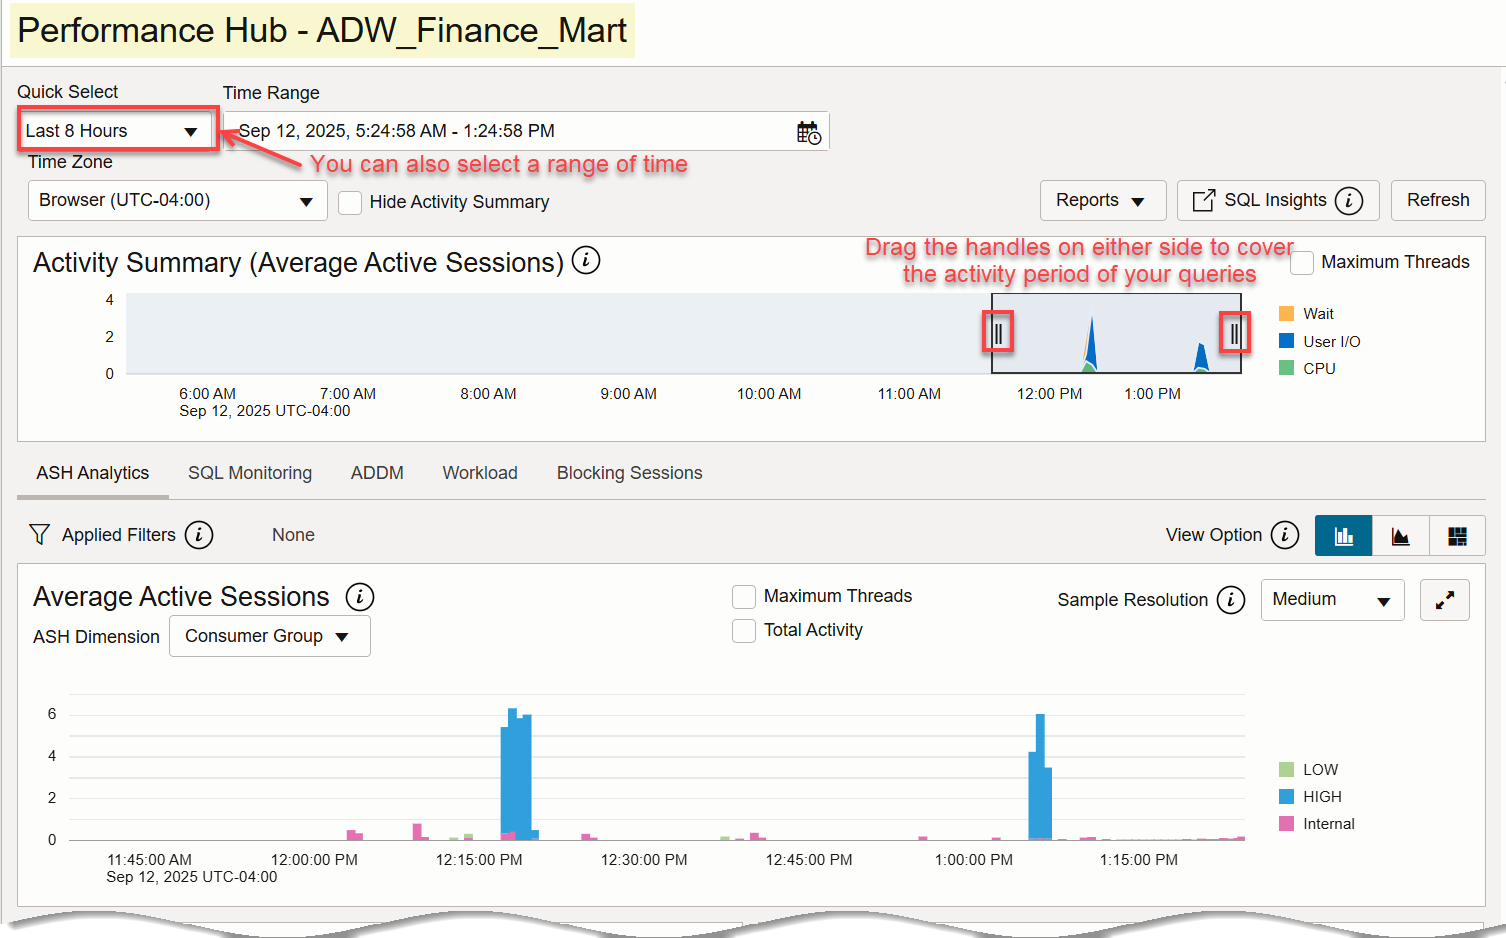 Performance Hub - ADW_Finance_Mart
Quick Select
Time Range
Last 8 Hours
Sep 12, 2025, 5:24:58 AM - 1:24:58 PM
You can also select a range of time
Time Zone
Browser (UTC-04:00)
Hide Activity Summary
Reports
SQL Insights
i
Refresh
Activity Summary (Average Active Sessions)
i
Drag the handles on either side to cover
the activity period of your queries
Maximum Threads
4
2
0
Wait
User I/O
CPU
6:00 AM 7:00 AM 8:00 AM 9:00 AM 10:00 AM 11:00 AM 12:00 PM 1:00 PM
Sep 12, 2025 UTC-04:00
ASH Analytics SQL Monitoring ADDM Workload Blocking Sessions
Applied Filters
i
None
View Option
i
Average Active Sessions
i
ASH Dimension
Consumer Group
Maximum Threads
Total Activity
Sample Resolution
i
Medium
6
4
2
0
LOW
HIGH
Internal
11:45:00 AM 12:00:00 PM 12:15:00 PM 12:30:00 PM 12:45:00 PM 1:00:00 PM 1:15:00 PM
Sep 12, 2025 UTC-04:00